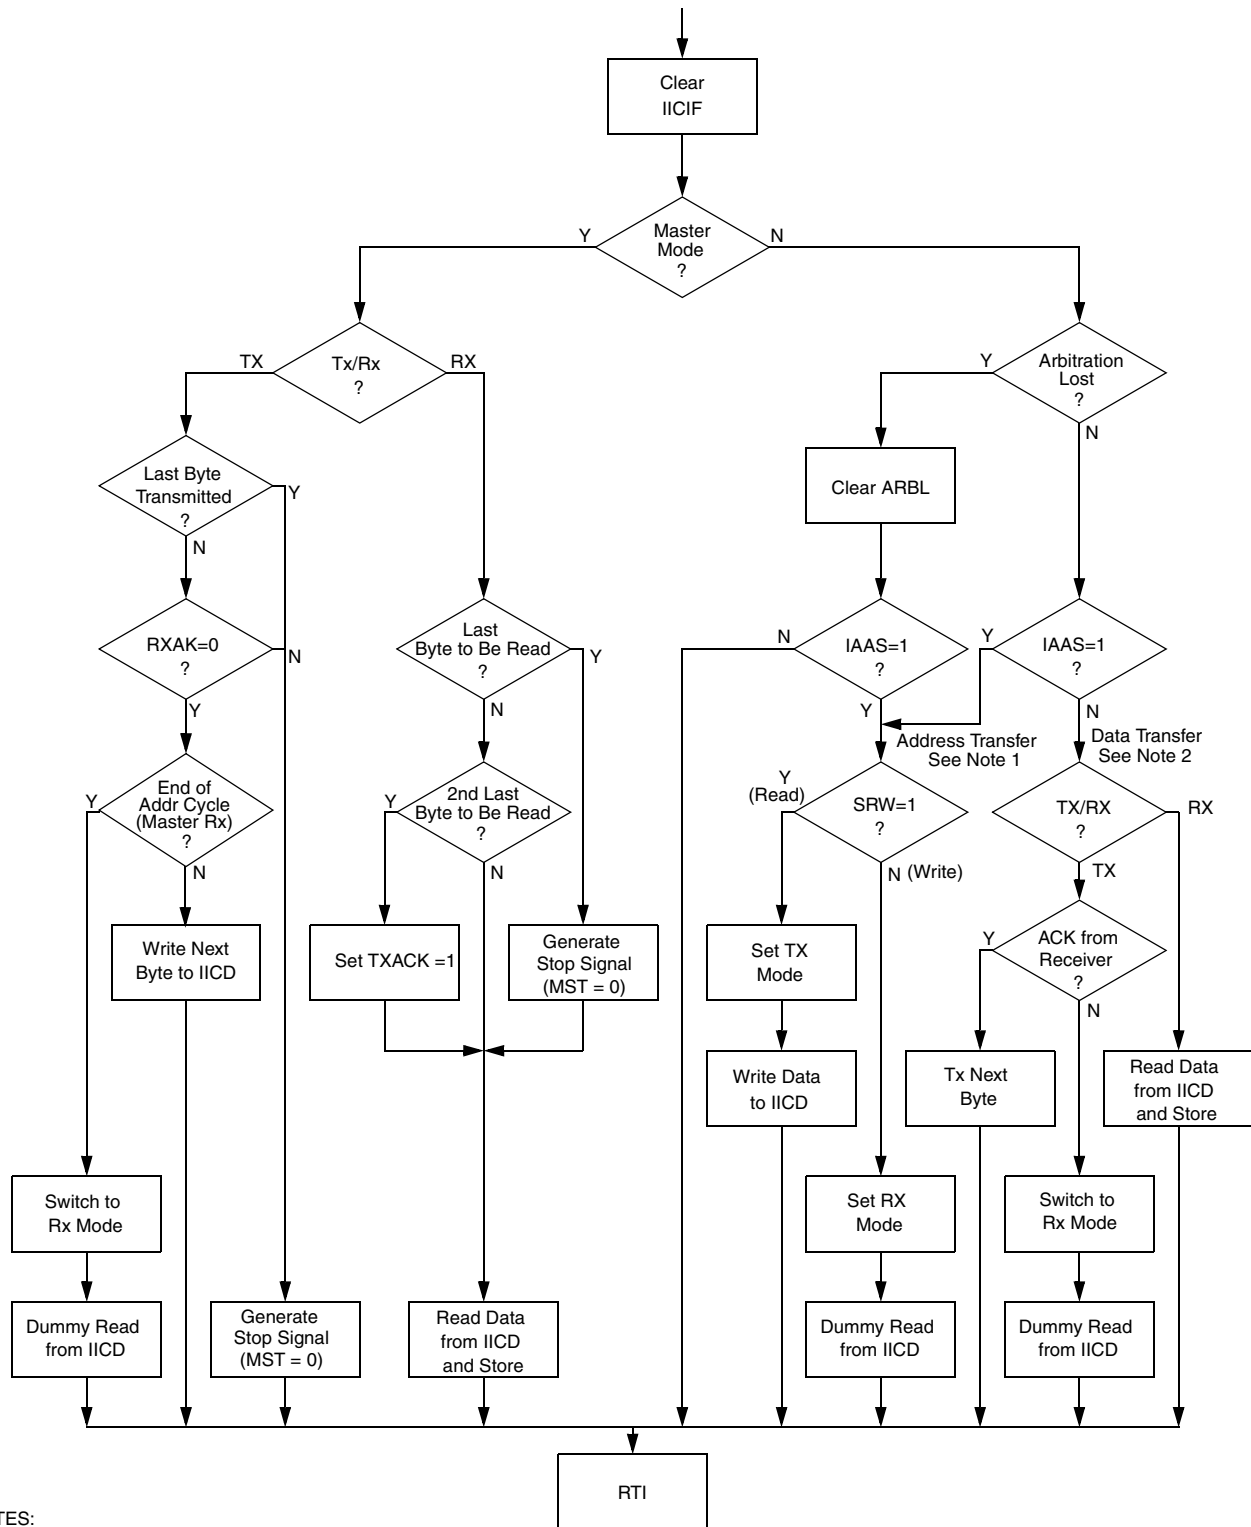 Clear
IICIF
Master
Mode
?
Y
N
Tx/Rx
?
TX
RX
Arbitration
Lost
?
Y
N
Last Byte
Transmitted
?
Y
N
Clear ARBL
RXAK=0
?
N
Y
Last
Byte to Be Read
?
Y
N
IAAS=1
?
N
Y
IAAS=1
?
Y
N
Address Transfer
See Note 1
Data Transfer
See Note 2
End of
Addr Cycle
(Master Rx)
?
Y
N
2nd Last
Byte to Be Read
?
Y
N
Y
(Read)
SRW=1
?
N (Write)
TX/RX
?
RX
TX
Write Next
Byte to IICD
Set TXACK =1
Generate
Stop Signal
(MST = 0)
Set TX
Mode
ACK from
Receiver
?
Y
N
Write Data
to IICD
Tx Next
Byte
Read Data
from IICD
and Store
Switch to
Rx Mode
Set RX
Mode
Switch to
Rx Mode
Dummy Read
from IICD
Generate
Stop Signal
(MST = 0)
Read Data
from IICD
and Store
Dummy Read
from IICD
Dummy Read
from IICD
RTI
TES: